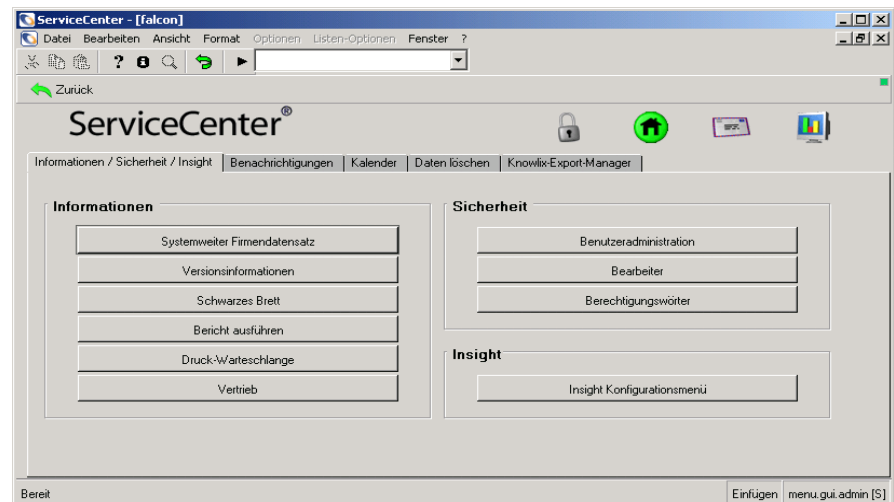 ServiceCenter - [falcon]
Datei Bearbeiten Ansicht Format Optionen Listen-Optionen Fenster ?
Zurück
ServiceCenter®
Informationen / Sicherheit / Insight Benachrichtigungen Kalender Daten löschen Knowlix-Export-Manager
Informationen
Systemweiter Firmendatensatz
Versionsinformationen
Schwarzes Brett
Bericht ausführen
Druck-Warteschlange
Vertrieb
Sicherheit
Benutzeradministration
Bearbeiter
Berechtigungswörter
Insight
Insight Konfigurationsmenü
Bereit
Einfügen menu.gui.admin [S]